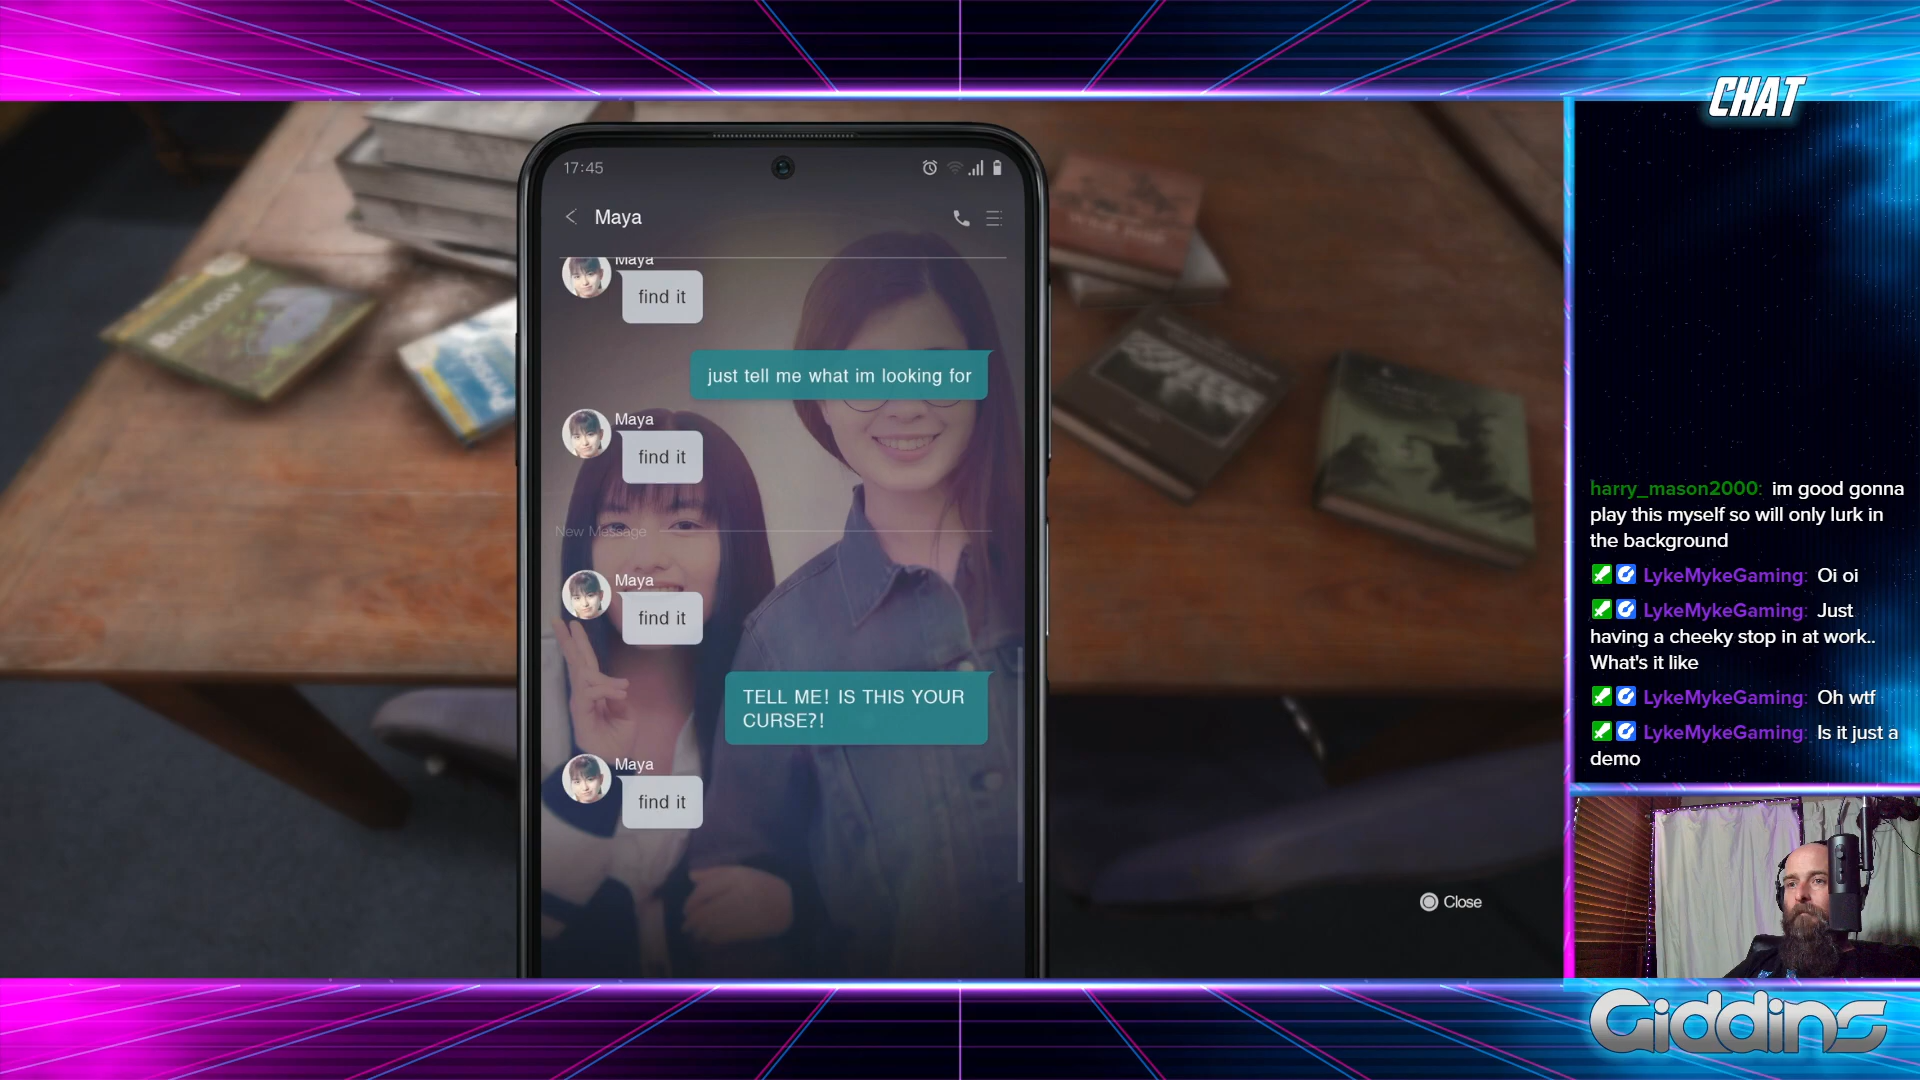 CHAT
17:45
Maya
Maya
find it
just tell me what im looking for
Maya
find it
New Message
Maya
find it
TELL ME! IS THIS YOUR
CURSE?!
Maya
find it
BIOLOGY
Close
harry_mason2000: im good gonna
play this myself so will only lurk in
the background
LykeMykeGaming: Oi oi
LykeMykeGaming: Just
having a cheeky stop in at work..
What's it like
LykeMykeGaming: Oh wtf
LykeMykeGaming: Is it just a
demo
Giddins